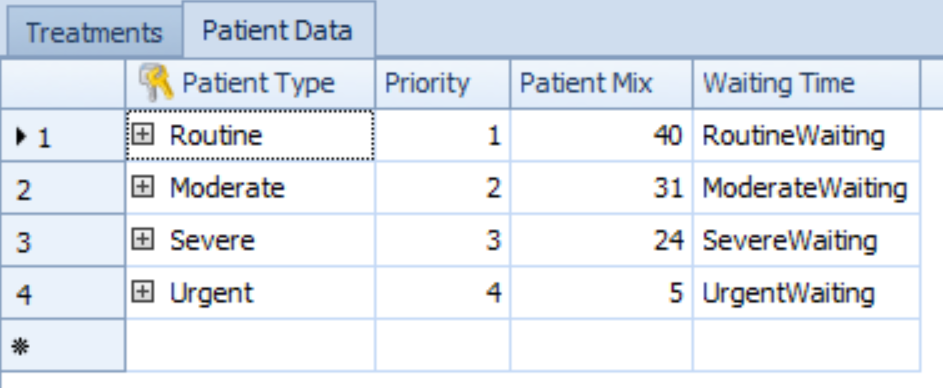 Treatments Patient Data
Patient Type Priority Patient Mix Waiting Time
1 Routine 1 40 RoutineWaiting
2 Moderate 2 31 ModerateWaiting
3 Severe 3 24 SevereWaiting
4 Urgent 4 5 UrgentWaiting